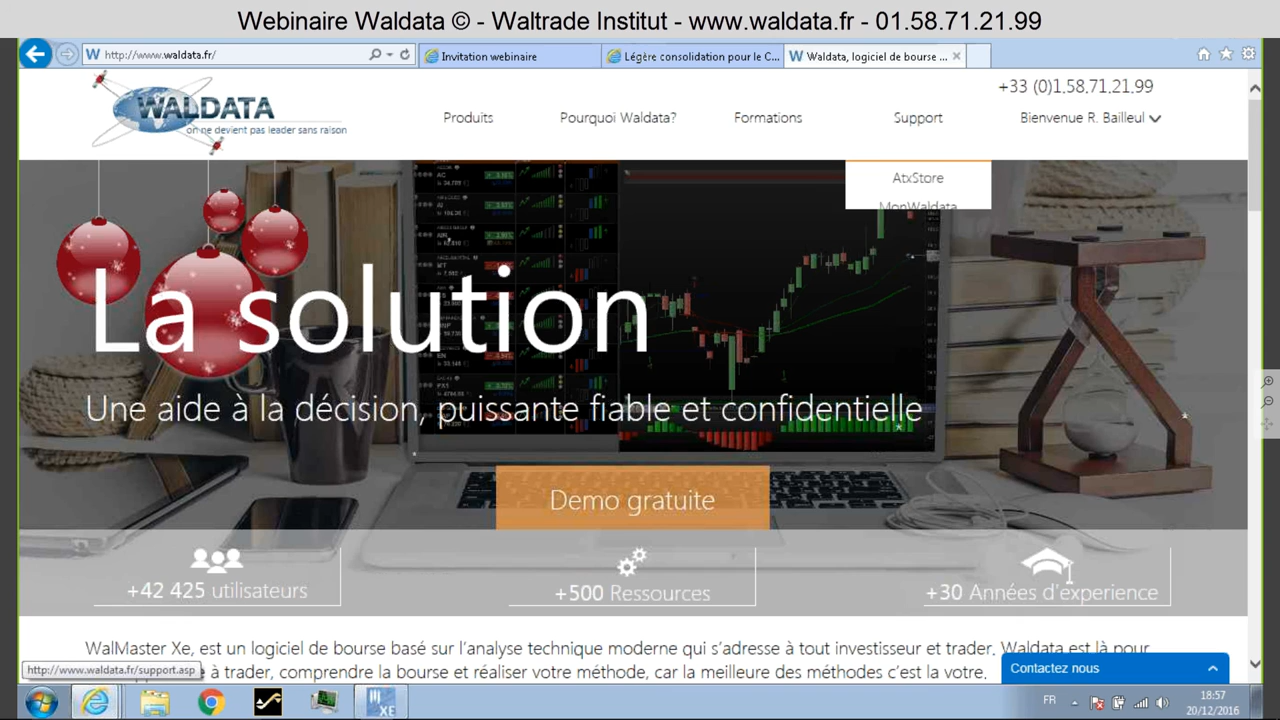 Webinaire Waldata © - Waltrade Institut - www.waldata.fr - 01.58.71.21.99
http://www.waldata.fr/
Invitation webinaire
Légère consolidation pour le C...
Waldata, logiciel de bourse ...
+33 (0)1.58.71.21.99
WALDATA
on ne devient pas leader sans raison
Produits
Pourquoi Waldata?
Formations
Support
Bienvenue R. Bailleul
AtxStore
MonWaldata
La solution
Une aide à la décision, puissante fiable et confidentielle
Demo gratuite
+42 425 utilisateurs
+500 Ressources
+30 Années d'experience
WalMaster Xe, est un logiciel de bourse basé sur l'analyse technique moderne qui s'adresse à tout investisseur et trader. Waldata est là pour
à trader, comprendre la bourse et réaliser votre méthode, car la meilleure des méthodes c'est la votre.
http://www.waldata.fr/support.asp
Contactez nous
XE
FR
18:57
20/12/2016